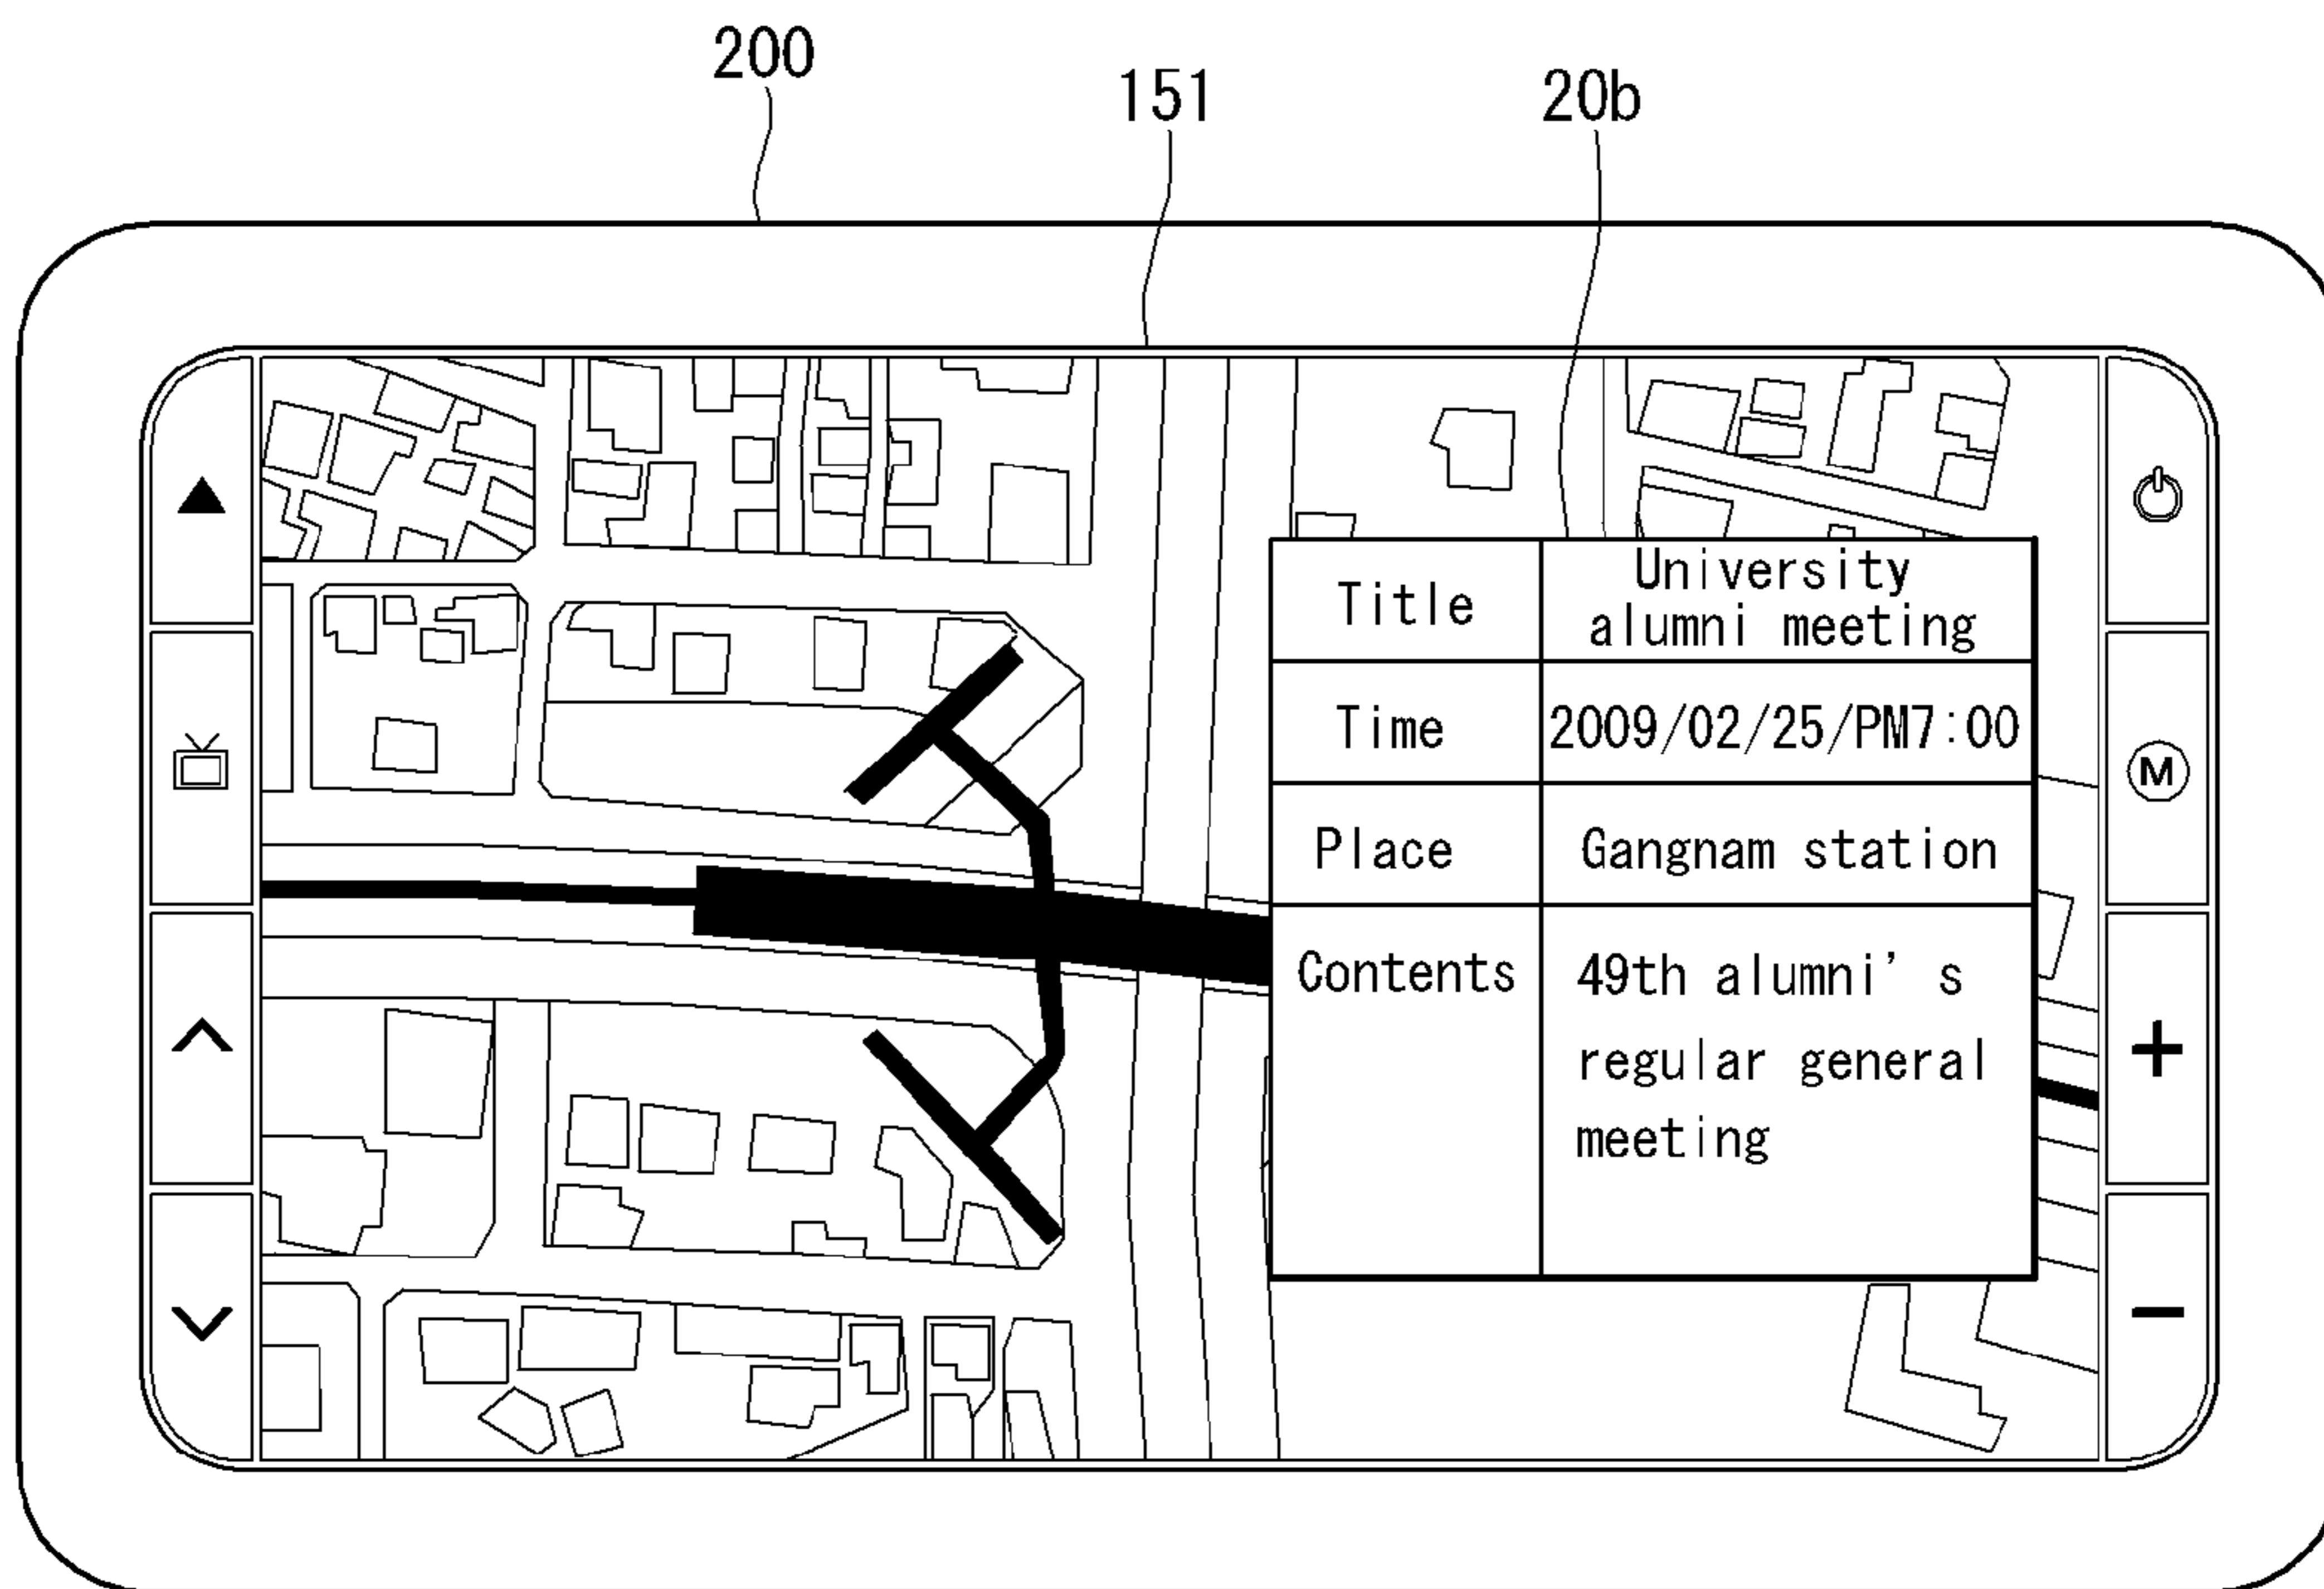 200
151
20b
Title
University
alumni meeting
Time
2009/02/25/PM7:00
Place
Gangnam station
Contents
49th alumni' s
regular general
meeting
M
+
−